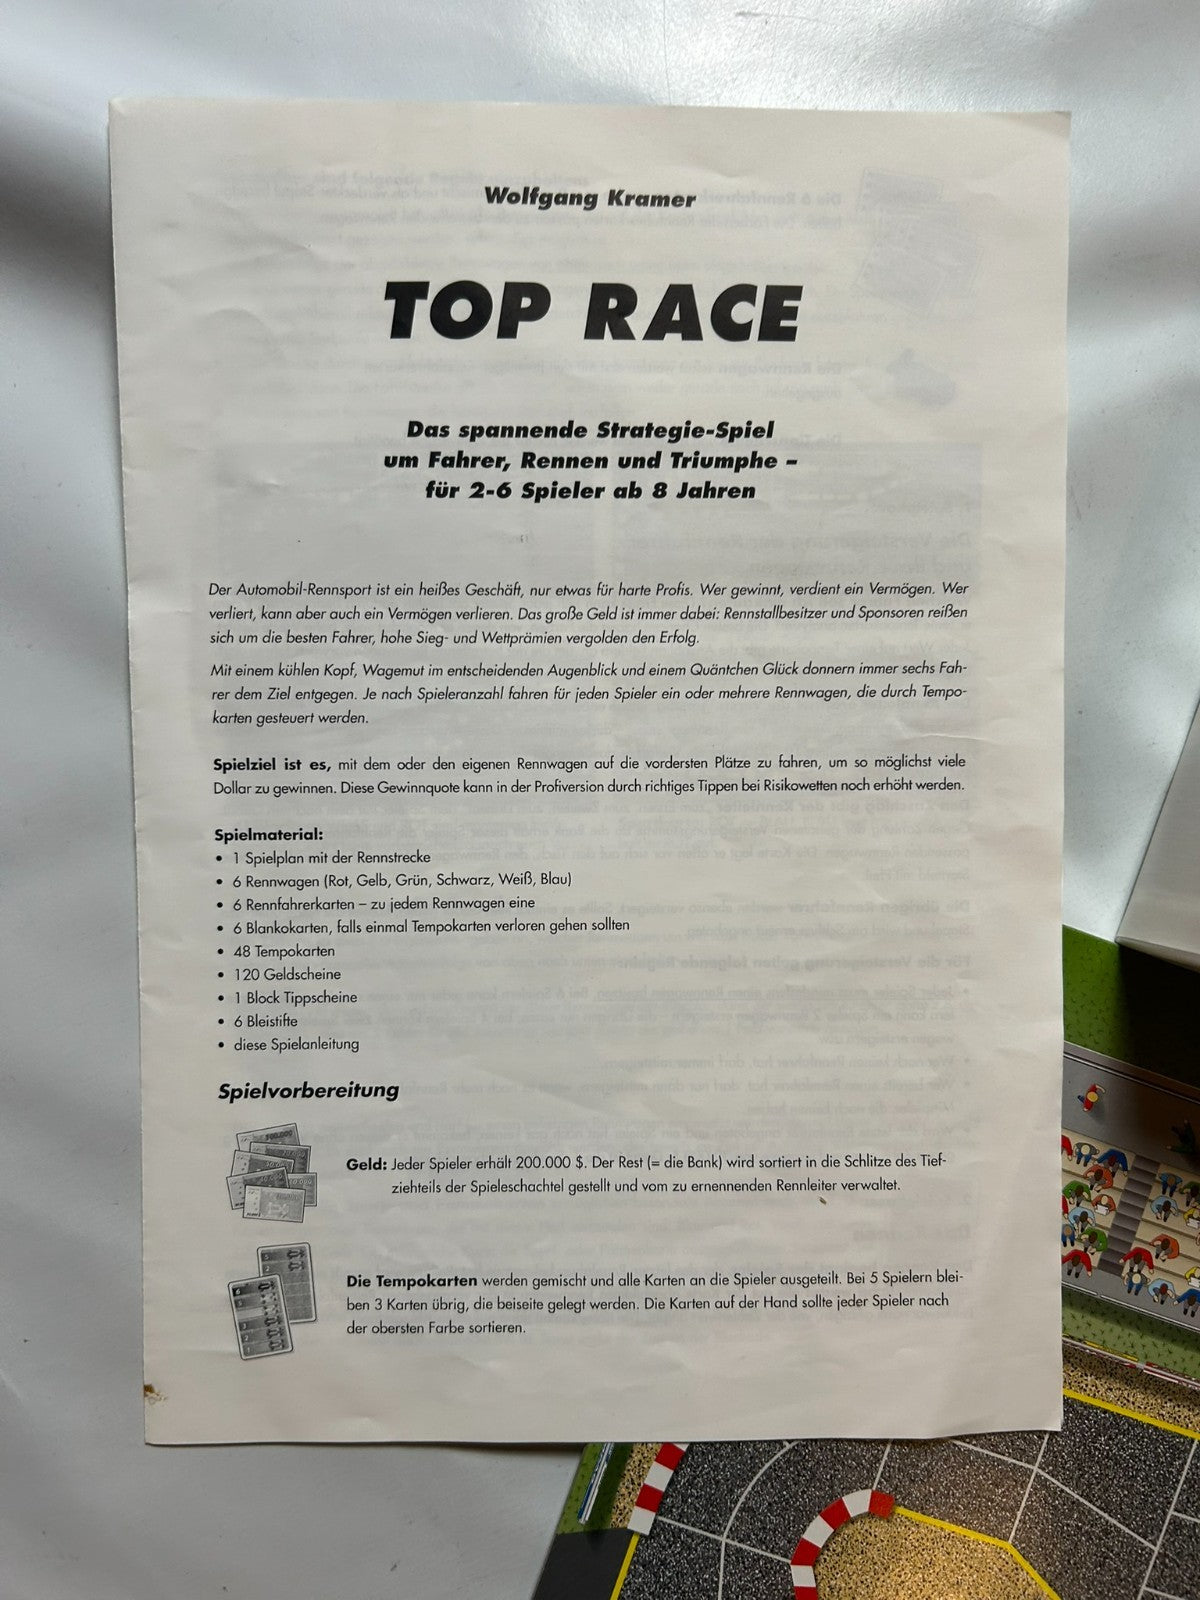 Wolfgang Kramer
TOP RACE
Das spannende Strategie-Spiel
um Fahrer, Rennen und Triumphe –
für 2-6 Spieler ab 8 Jahren
Der Automobil-Rennsport ist ein heißes Geschäft, nur etwas für harte Profis. Wer gewinnt, verdient ein Vermögen. Wer
verliert, kann aber auch ein Vermögen verlieren. Das große Geld ist immer dabei: Rennstallbesitzer und Sponsoren reißen
sich um die besten Fahrer, hohe Sieg- und Wettprämien vergolden den Erfolg.
Mit einem kühlen Kopf, Wagemut im entscheidenden Augenblick und einem Quäntchen Glück donnern immer sechs Fah-
rer dem Ziel entgegen. Je nach Spieleranzahl fahren für jeden Spieler ein oder mehrere Rennwagen, die durch Tempo-
karten gesteuert werden.
Spielziel ist es, mit dem oder den eigenen Rennwagen auf die vordersten Plätze zu fahren, um so möglichst viele
Dollar zu gewinnen. Diese Gewinnquote kann in der Profiversion durch richtiges Tippen bei Risikowetten noch erhöht werden.
Spielmaterial:
• 1 Spielplan mit der Rennstrecke
• 6 Rennwagen (Rot, Gelb, Grün, Schwarz, Weiß, Blau)
• 6 Rennfahrerkarten – zu jedem Rennwagen eine
• 6 Blankokarten, falls einmal Tempokarten verloren gehen sollten
• 48 Tempokarten
• 120 Geldscheine
• 1 Block Tippscheine
• 6 Bleistifte
• diese Spielanleitung
Spielvorbereitung
Geld: Jeder Spieler erhält 200.000 $. Der Rest (= die Bank) wird sortiert in die Schlitze des Tief-
ziehteils der Spieleschachtel gestellt und vom zu ernennenden Rennleiter verwaltet.
Die Tempokarten werden gemischt und alle Karten an die Spieler ausgeteilt. Bei 5 Spielern blei-
ben 3 Karten übrig, die beiseite gelegt werden. Die Karten auf der Hand sollte jeder Spieler nach
der obersten Farbe sortieren.